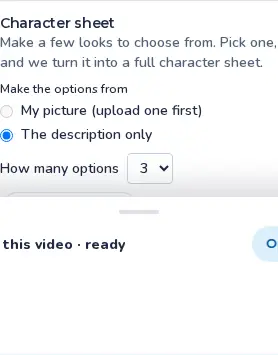 Character sheet
Make a few looks to choose from. Pick one,
and we turn it into a full character sheet.
Make the options from
My picture (upload one first)
The description only
How many options 3
this video · ready